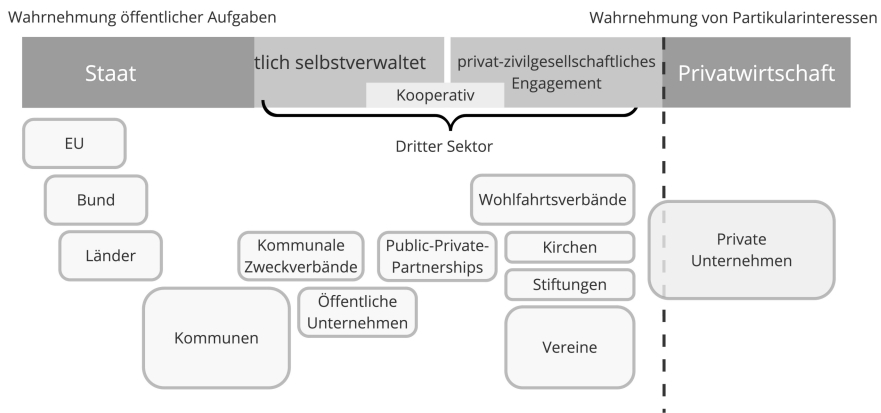 Wahrnehmung öffentlicher Aufgaben
Wahrnehmung von Partikularinteressen
Staat
tlich selbstverwaltet
privat-zivilgesellschaftliches
Engagement
Privatwirtschaft
Kooperativ
Dritter Sektor
EU
Bund
Länder
Kommunen
Kommunale
Zweckverbände
Öffentliche
Unternehmen
Public-Private-
Partnerships
Wohlfahrtsverbände
Kirchen
Stiftungen
Vereine
Private
Unternehmen